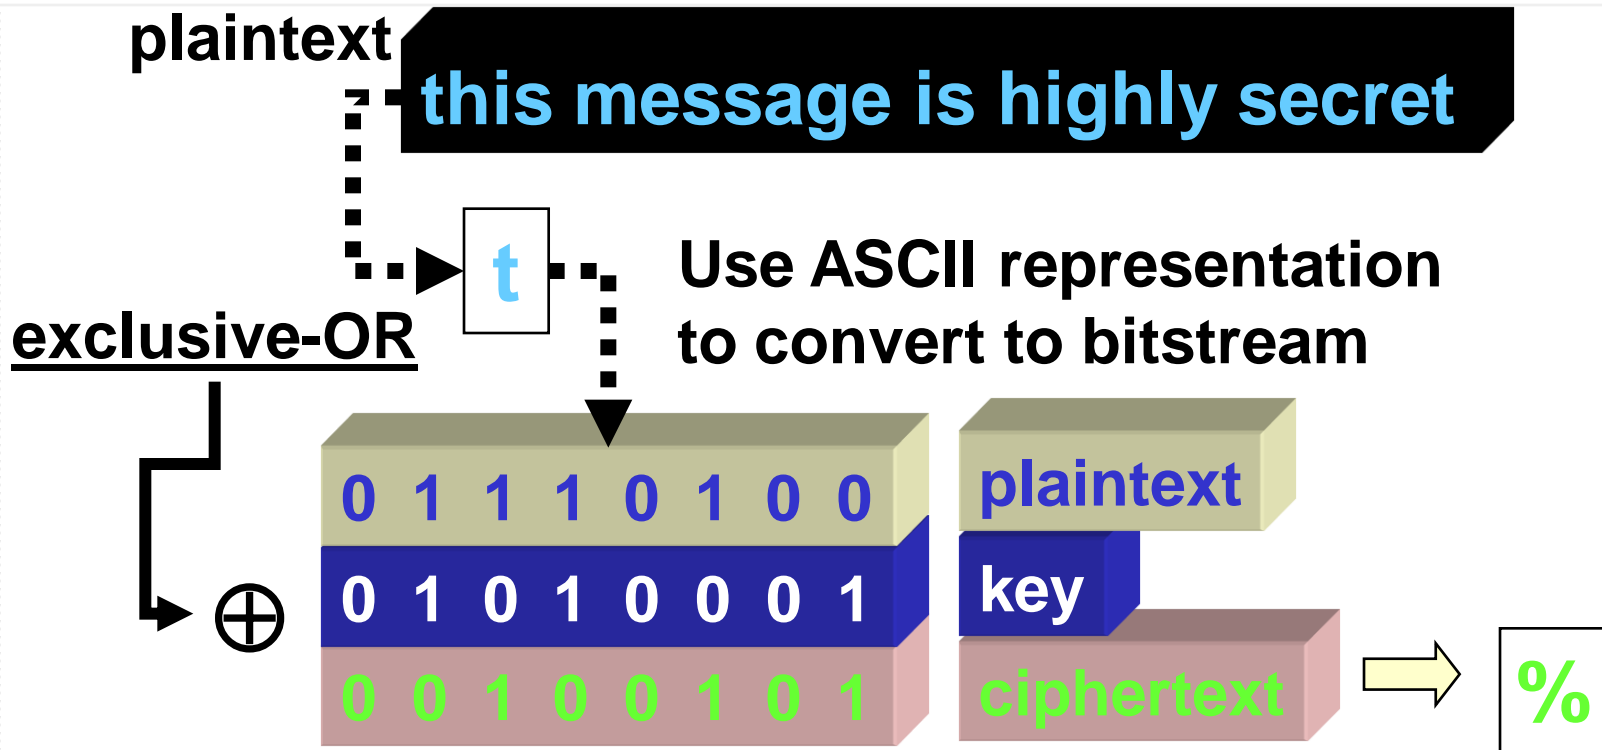 plaintext
this message is highly secret
t
Use ASCII representation
to convert to bitstream
exclusive-OR
0 1 1 1 0 1 0 0 plaintext
⊕ 0 1 0 1 0 0 0 1 key
0 0 1 0 0 1 0 1 ciphertext %